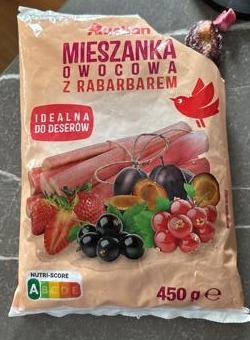 Auchan
MIESZANKA
OWOCOWA
Z RABARBAREM
IDEALNA
DO DESERÓW
NUTRI-SCORE
A B C D E
450 g e